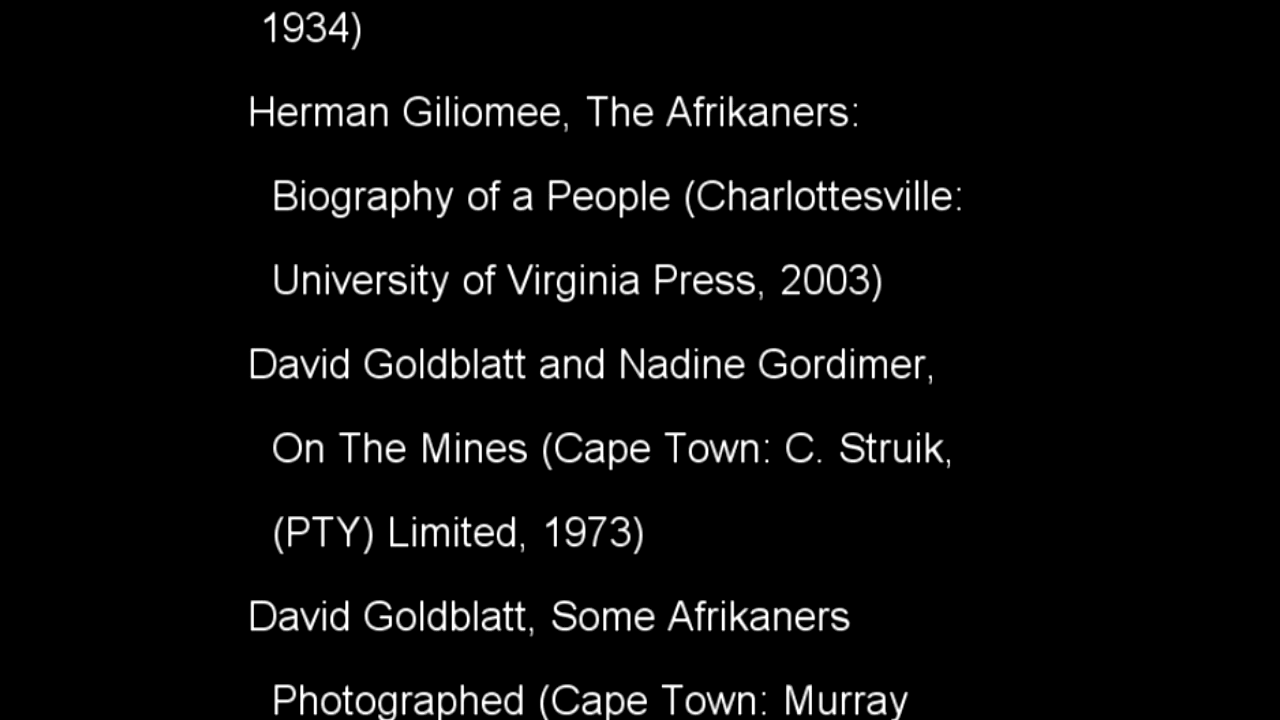 1934)
Herman Giliomee, The Afrikaners:
Biography of a People (Charlottesville:
University of Virginia Press, 2003)
David Goldblatt and Nadine Gordimer,
On The Mines (Cape Town: C. Struik,
(PTY) Limited, 1973)
David Goldblatt, Some Afrikaners
Photographed (Cape Town: Murray